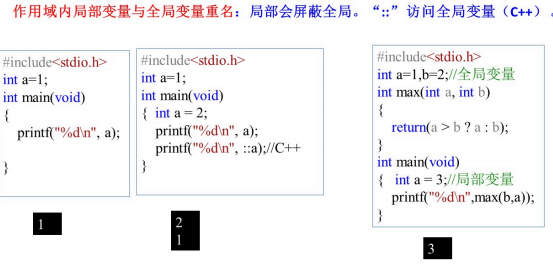 作用域内局部变量与全局变量重名：局部会屏蔽全局。“::”访问全局变量（C++）。
#include<stdio.h>
int a=1;
int main(void)
{
printf("%d\n", a);
}
1
#include<stdio.h>
int a=1;
int main(void)
{ int a = 2;
printf("%d\n", a);
printf("%d\n", ::a);//C++
}
2
1
#include<stdio.h>
int a=1,b=2;//全局变量
int max(int a, int b)
{
return(a > b ? a : b);
}
int main(void)
{ int a = 3;//局部变量
printf("%d\n",max(b,a));
}
3